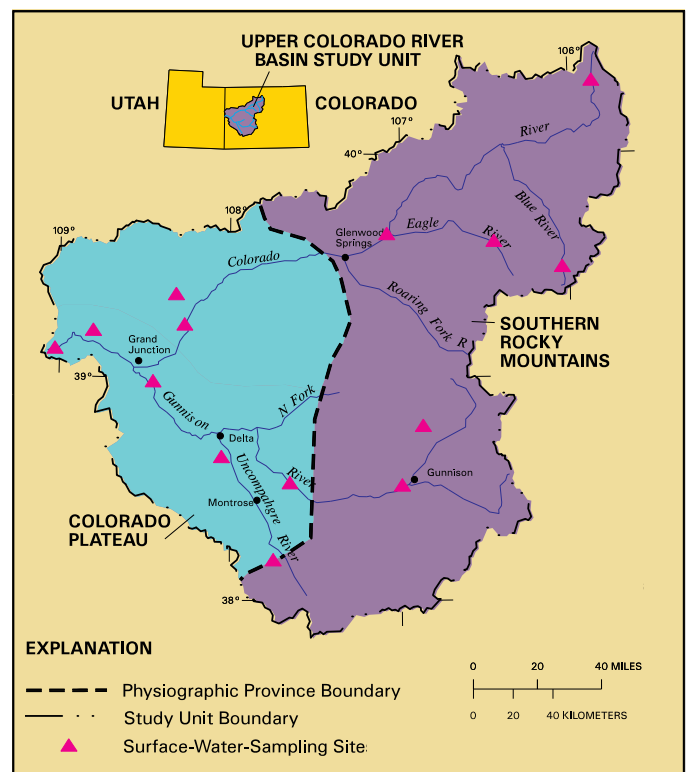 UPPER COLORADO RIVER
BASIN STUDY UNIT
UTAH
COLORADO
106°
107°
40°
River
Blue River
108°
109°
Glenwood
Springs
Eagle
River
Colorado
Roaring Fork R
SOUTHERN
ROCKY
MOUNTAINS
Grand
Junction
39°
Gunnison
N Fork
Delta
Uncompahgre River
River
Gunnison
Montrose
COLORADO
PLATEAU
38°
EXPLANATION
Physiographic Province Boundary
Study Unit Boundary
Surface-Water-Sampling Site
0 20 40 MILES
0 20 40 KILOMETERS